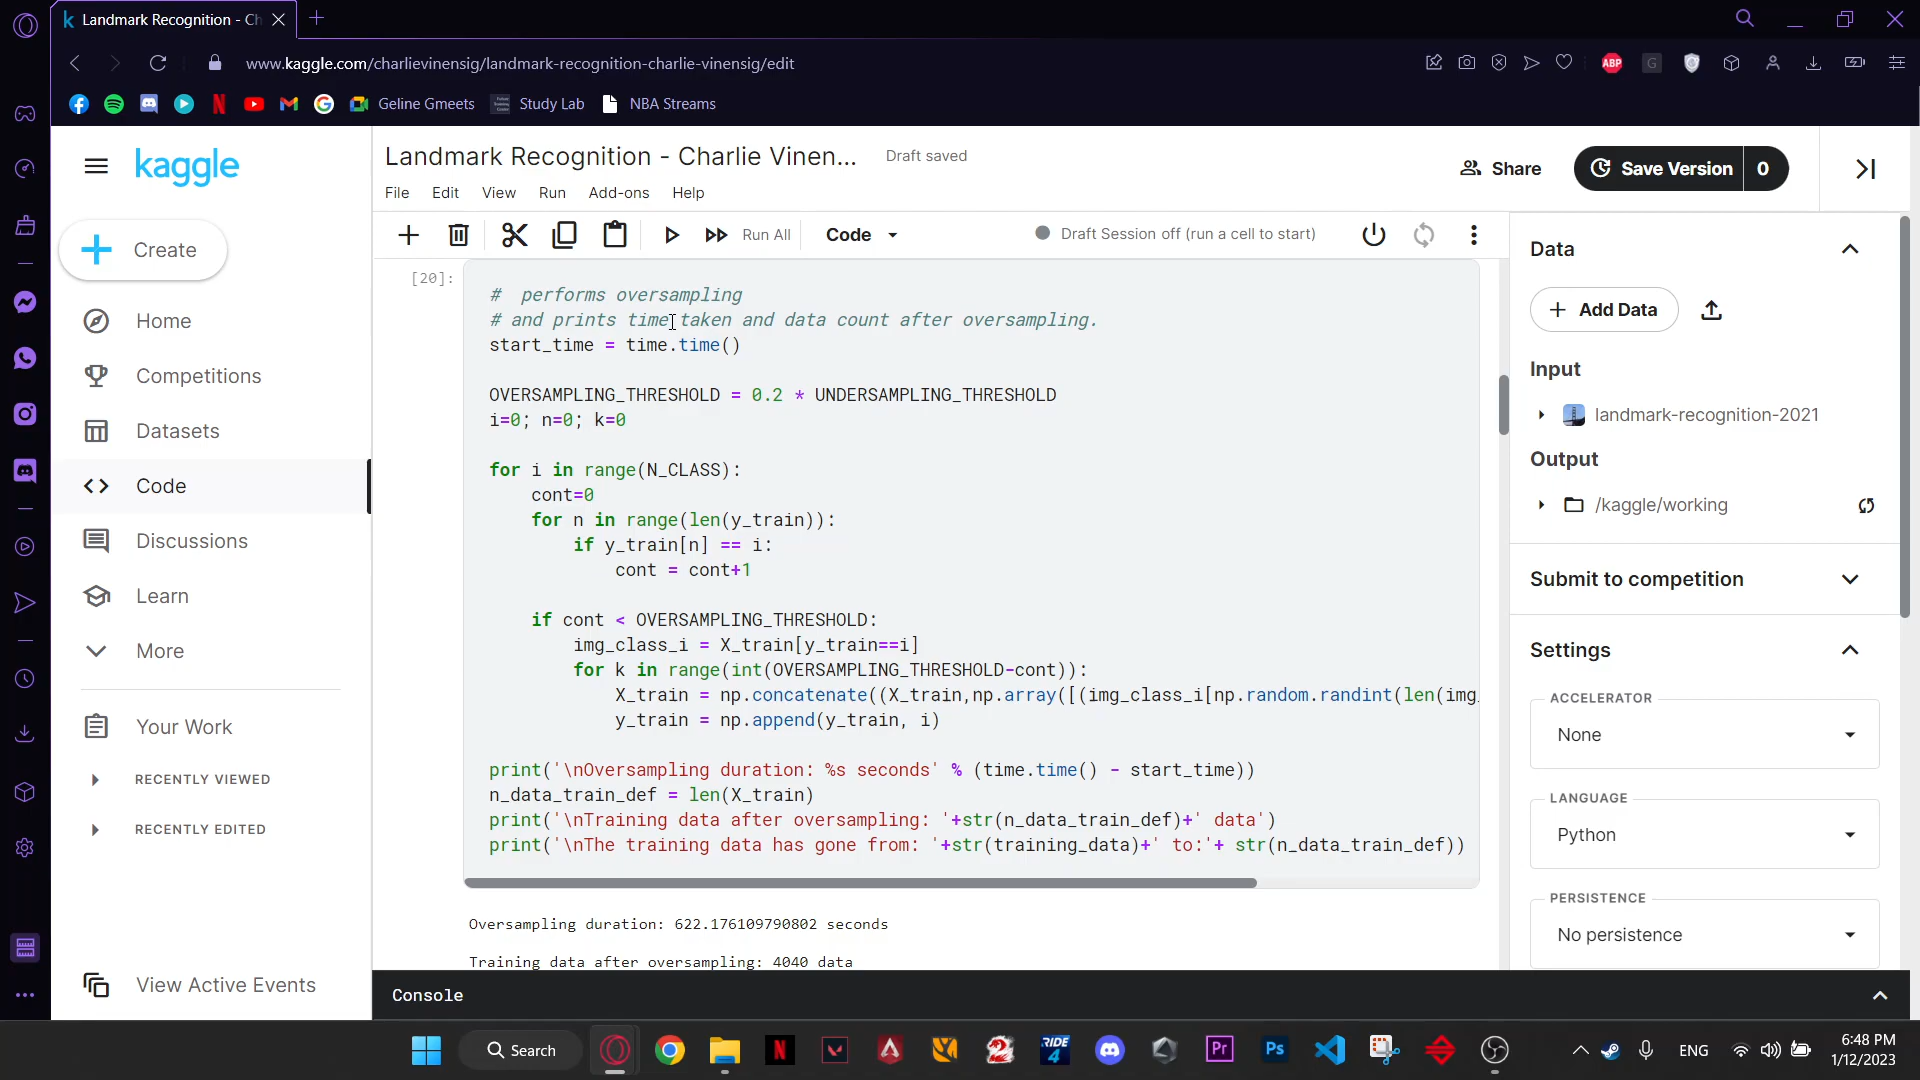 Landmark Recognition - Ch
www.kaggle.com/charlievinensig/landmark-recognition-charlie-vinensig/edit
ABP
G
Geline Gmeets
Study Lab
NBA Streams
kaggle
Create
Home
Competitions
Datasets
Code
Discussions
Learn
More
Your Work
RECENTLY VIEWED
RECENTLY EDITED
View Active Events
Landmark Recognition - Charlie Vinen...
Draft saved
File
Edit
View
Run
Add-ons
Help
Share
Save Version
0
Run All
Code
Draft Session off (run a cell to start)
[20]:
#  performs oversampling
# and prints time taken and data count after oversampling.
start_time = time.time()
OVERSAMPLING_THRESHOLD = 0.2 * UNDERSAMPLING_THRESHOLD
i=0; n=0; k=0
for i in range(N_CLASS):
    cont=0
    for n in range(len(y_train)):
        if y_train[n] == i:
            cont = cont+1
    if cont < OVERSAMPLING_THRESHOLD:
        img_class_i = X_train[y_train==i]
        for k in range(int(OVERSAMPLING_THRESHOLD-cont)):
            X_train = np.concatenate((X_train,np.array([(img_class_i[np.random.randint(len(img_
            y_train = np.append(y_train, i)
print('\nOversampling duration: %s seconds' % (time.time() - start_time))
n_data_train_def = len(X_train)
print('\nTraining data after oversampling: '+str(n_data_train_def)+' data')
print('\nThe training data has gone from: '+str(training_data)+' to:'+ str(n_data_train_def))
Oversampling duration: 622.176109790802 seconds
Training data after oversampling: 4040 data
Console
Data
Add Data
Input
landmark-recognition-2021
Output
/kaggle/working
Submit to competition
Settings
ACCELERATOR
None
LANGUAGE
Python
PERSISTENCE
No persistence
Search
RIDE 4
Pr
Ps
ENG
6:48 PM
1/12/2023